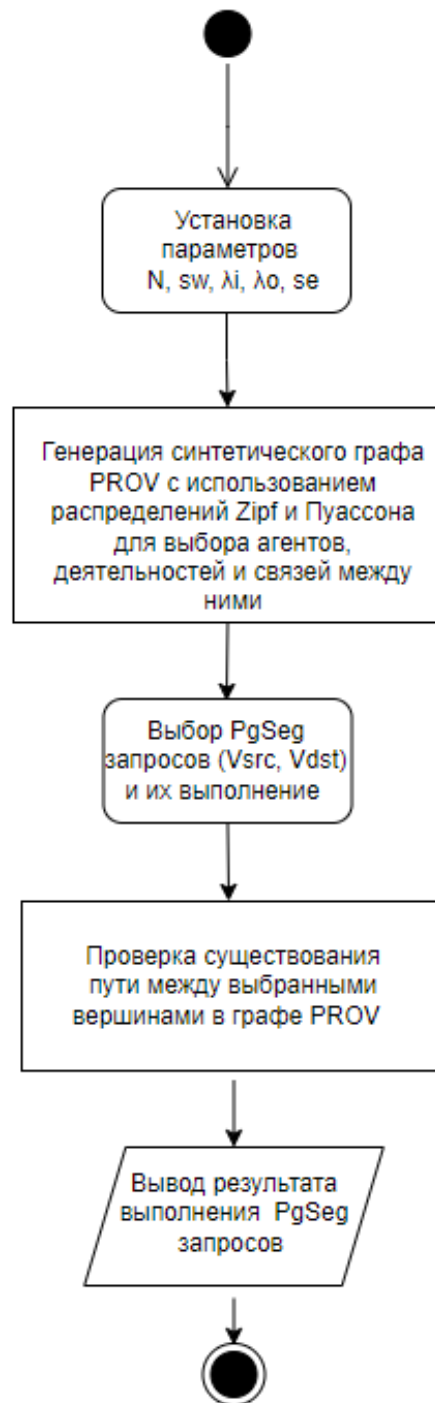 Установка
параметров
N, sw, λi, λo, se
Генерация синтетического графа
PROV с использованием
распределений Zipf и Пуассона
для выбора агентов,
деятельностей и связей между
ними
Выбор PgSeg
запросов (Vsrc, Vdst)
и их выполнение
Проверка существования
пути между выбранными
вершинами в графе PROV
Вывод результата
выполнения PgSeg
запросов